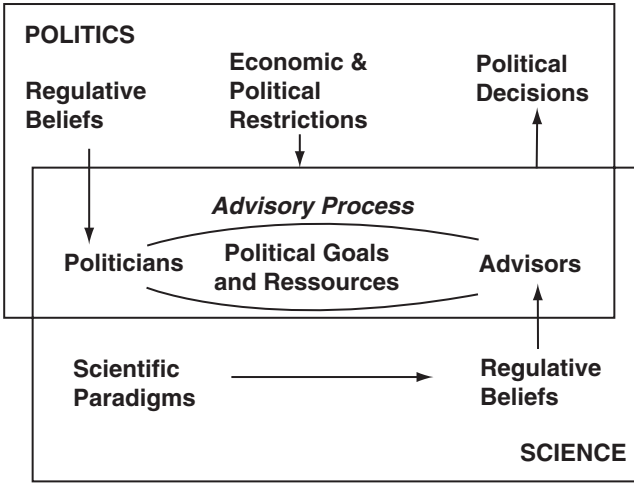 POLITICS
Regulative
Beliefs
Economic &
Political
Restrictions
Political
Decisions
Advisory Process
Politicians
Political Goals
and Ressources
Advisors
Scientific
Paradigms
Regulative
Beliefs
SCIENCE